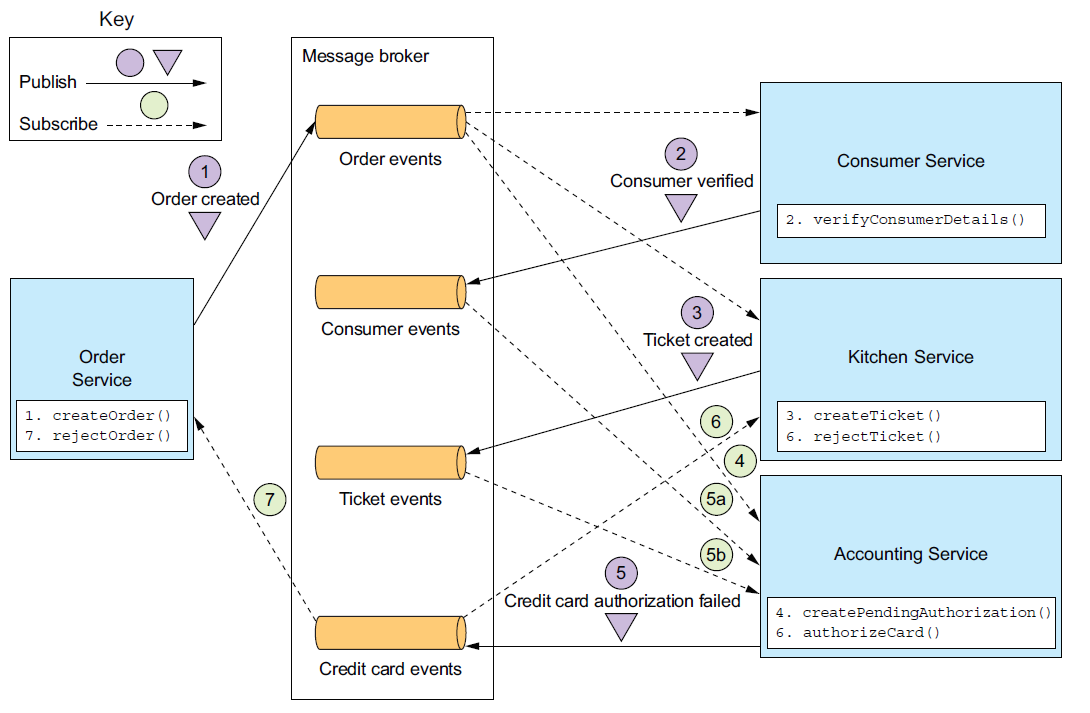 Key
Publish
Subscribe
Message broker
Order events
Consumer events
Ticket events
Credit card events
1
Order created
Order
Service
1. createOrder()
7. rejectOrder()
7
2
Consumer verified
Consumer Service
2. verifyConsumerDetails()
3
Ticket created
Kitchen Service
3. createTicket()
6. rejectTicket()
6
4
5a
5b
5
Credit card authorization failed
Accounting Service
4. createPendingAuthorization()
6. authorizeCard()